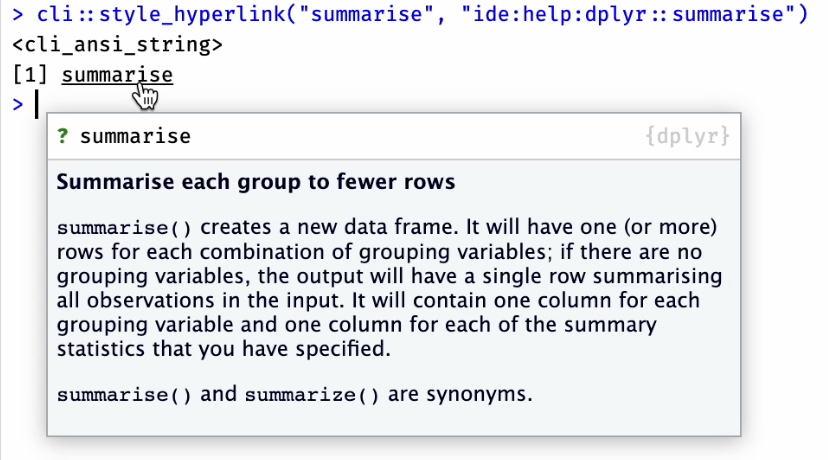 > cli::style_hyperlink("summarise", "ide:help:dplyr::summarise")
<cli_ansi_string>
[1] summarise
>
? summarise {dplyr}
Summarise each group to fewer rows
summarise() creates a new data frame. It will have one (or more)
rows for each combination of grouping variables; if there are no
grouping variables, the output will have a single row summarising
all observations in the input. It will contain one column for each
grouping variable and one column for each of the summary
statistics that you have specified.
summarise() and summarize() are synonyms.